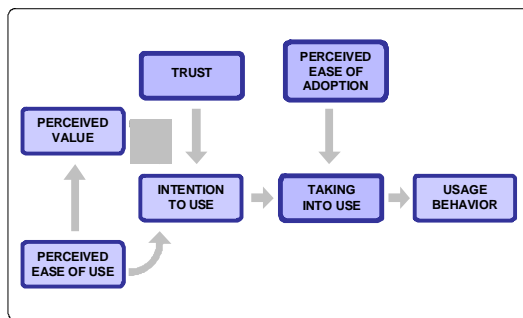 TRUST
PERCEIVED
EASE OF
ADOPTION
PERCEIVED
VALUE
INTENTION
TO USE
TAKING
INTO USE
USAGE
BEHAVIOR
PERCEIVED
EASE OF USE